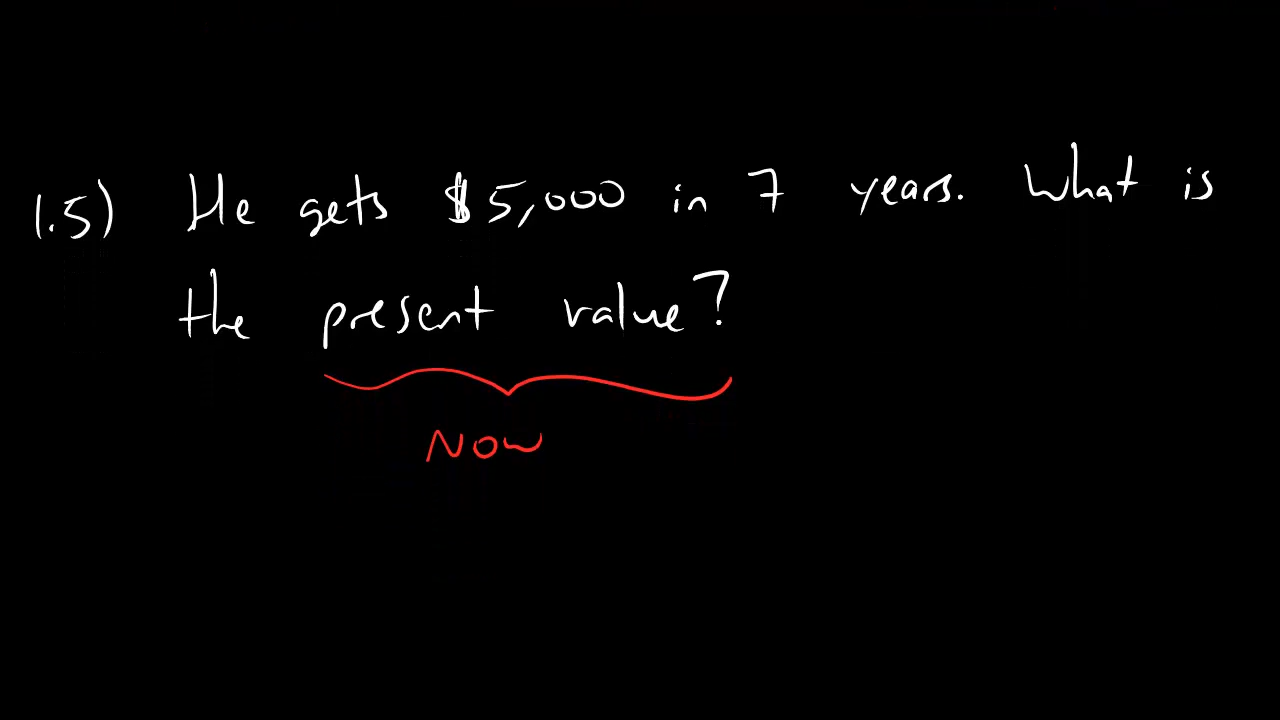 1.5) He gets $5,000 in 7 years. What is
the present value?
NOW